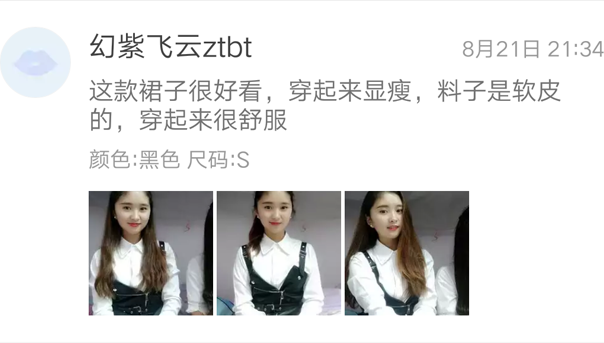 幻紫飞云ztbt
8月21日 21:34
这款裙子很好看，穿起来显瘦，料子是软皮
的，穿起来很舒服
颜色:黑色 尺码:S